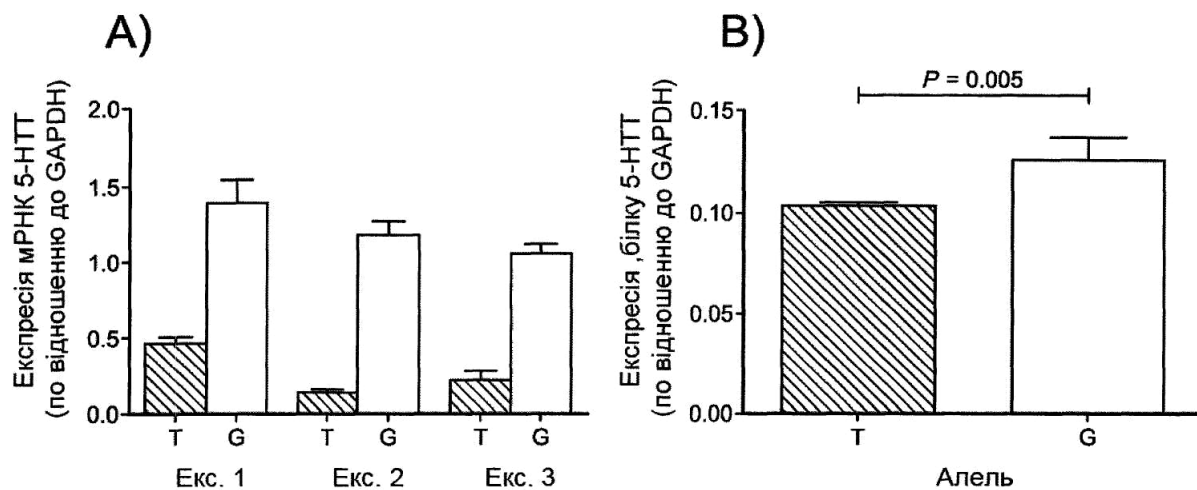 A)
Експресія мРНК 5-НТТ
(по відношенню до GAPDH)
2.0
1.5
1.0
0.5
0.0
T G T G T G
Екс. 1 Екс. 2 Екс. 3
B)
P = 0.005
Експресія ,білку 5-НТТ
(по відношенню до GAPDH)
0.15
0.10
0.05
0.00
T G
Алель